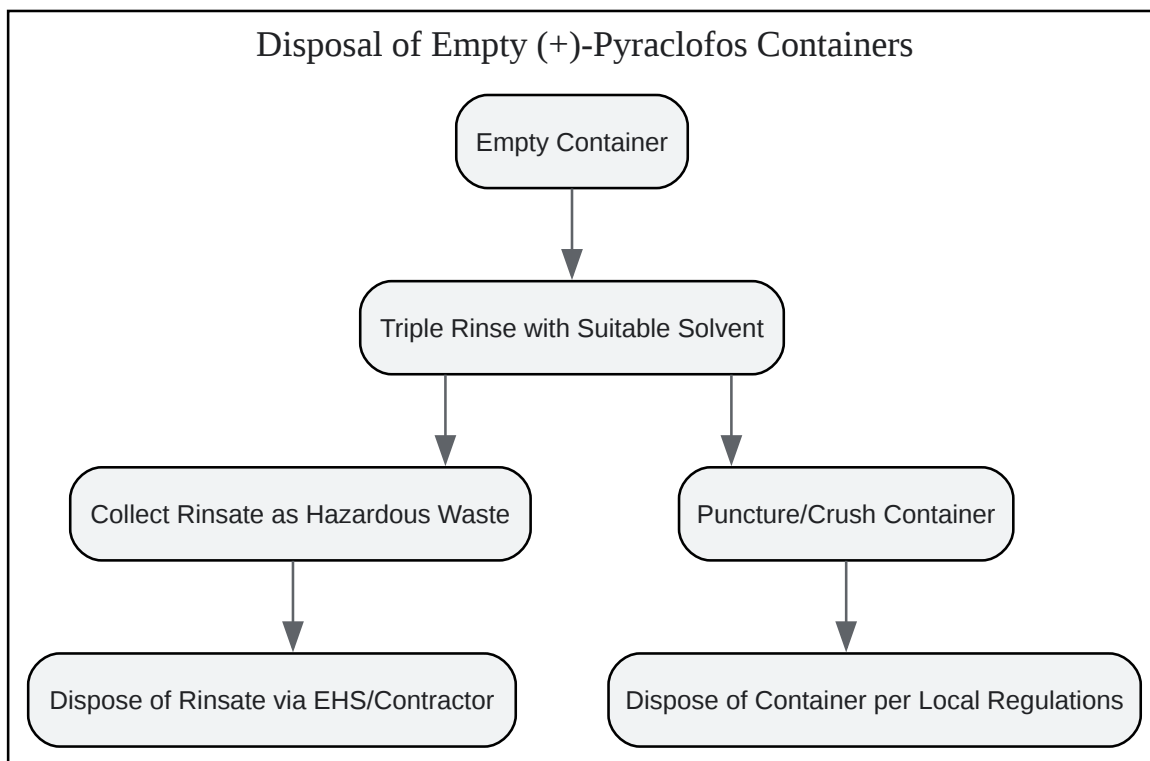 Disposal of Empty (+)-Pyraclofos Containers
Empty Container
Triple Rinse with Suitable Solvent
Collect Rinsate as Hazardous Waste
Puncture/Crush Container
Dispose of Rinsate via EHS/Contractor
Dispose of Container per Local Regulations